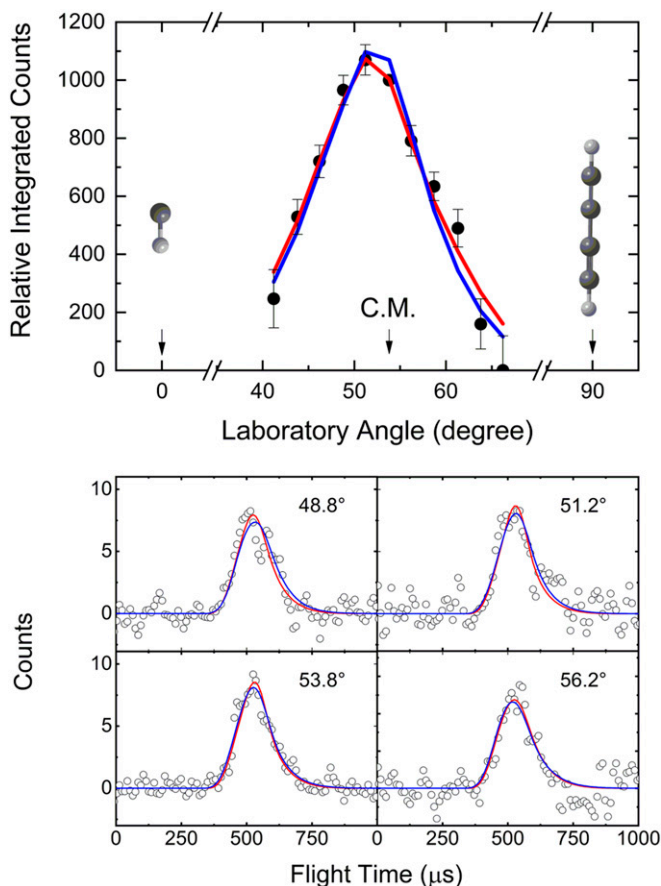 1200
1000
800
600
400
200
0
Relative Integrated Counts
C.M.
0 40 50 60 90
Laboratory Angle (degree)
10
5
0
48.8°
51.2°
5
0
53.8°
56.2°
Counts
0 250 500 750 0 250 500 750 1000
Flight Time (μs)